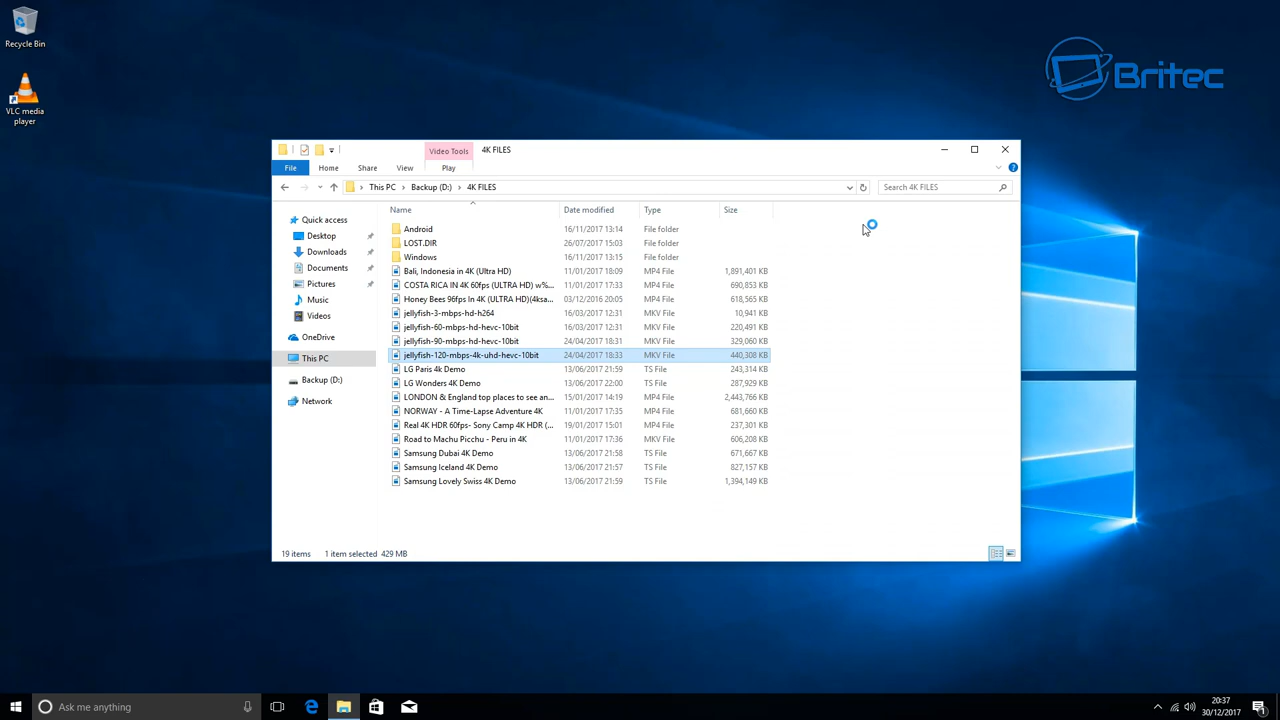 Recycle Bin
VLC media
player
Britec
Video Tools
4K FILES
File
Home
Share
View
Play
This PC
Backup (D:)
4K FILES
Search 4K FILES
Name
Date modified
Type
Size
Quick access
Desktop
Downloads
Documents
Pictures
Music
Videos
OneDrive
This PC
Backup (D:)
Network
Android 16/11/2017 13:14 File folder
LOST.DIR 26/07/2017 15:03 File folder
Windows 16/11/2017 13:15 File folder
Bali, Indonesia in 4K (Ultra HD) 11/01/2017 18:09 MP4 File 1,891,401 KB
COSTA RICA IN 4K 60fps (ULTRA HD) w%... 11/01/2017 17:33 MP4 File 690,853 KB
Honey Bees 96fps In 4K (ULTRA HD)(4ksa... 03/12/2016 20:05 MP4 File 618,565 KB
jellyfish-3-mbps-hd-h264 16/03/2017 12:31 MKV File 10,941 KB
jellyfish-60-mbps-hd-hevc-10bit 16/03/2017 12:31 MKV File 220,491 KB
jellyfish-90-mbps-hd-hevc-10bit 24/04/2017 18:31 MKV File 329,060 KB
jellyfish-120-mbps-4k-uhd-hevc-10bit 24/04/2017 18:33 MKV File 440,308 KB
LG Paris 4k Demo 13/06/2017 21:59 TS File 243,314 KB
LG Wonders 4K Demo 13/06/2017 22:00 TS File 287,929 KB
LONDON & England top places to see an... 15/01/2017 14:19 MP4 File 2,443,766 KB
NORWAY - A Time-Lapse Adventure 4K 11/01/2017 17:35 MP4 File 681,660 KB
Real 4K HDR 60fps- Sony Camp 4K HDR (... 19/01/2017 15:01 MP4 File 237,301 KB
Road to Machu Picchu - Peru in 4K 11/01/2017 17:36 MKV File 606,208 KB
Samsung Dubai 4K Demo 13/06/2017 21:58 TS File 671,667 KB
Samsung Iceland 4K Demo 13/06/2017 21:57 TS File 827,157 KB
Samsung Lovely Swiss 4K Demo 13/06/2017 21:59 TS File 1,394,149 KB
19 items
1 item selected 429 MB
Ask me anything
20:37
30/12/2017
1